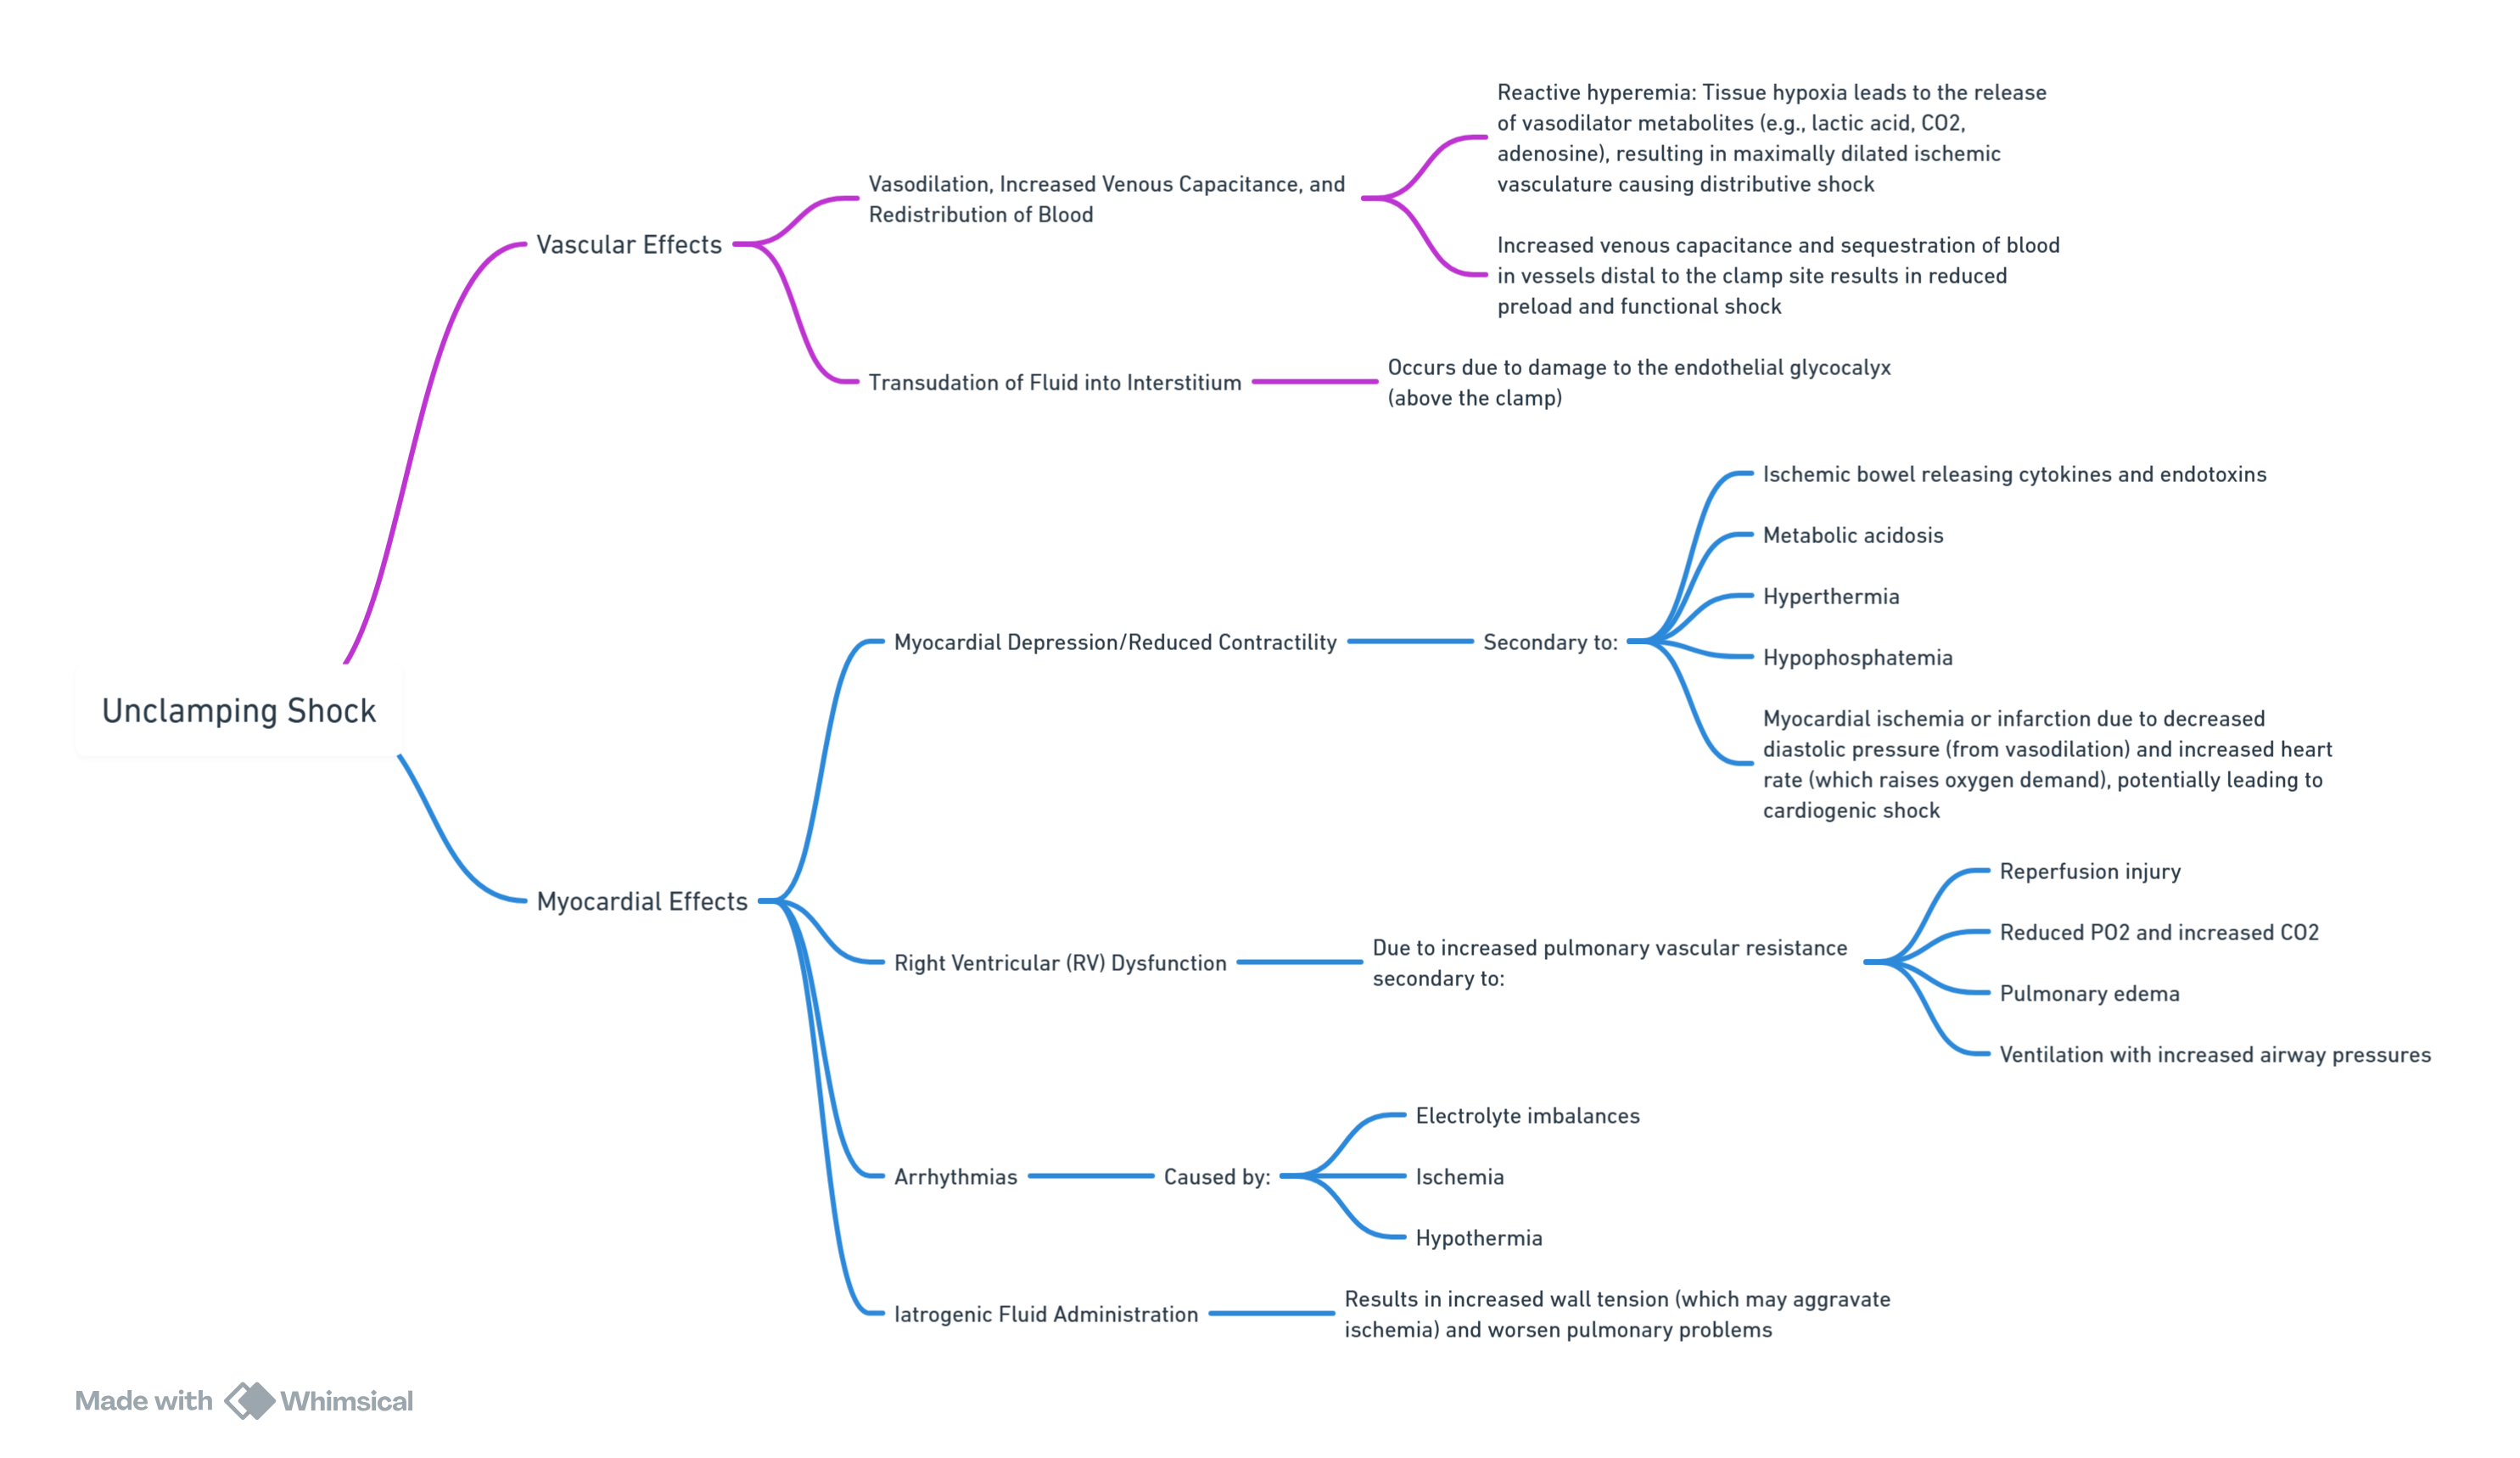 Unclamping Shock
Vascular Effects
Vasodilation, Increased Venous Capacitance, and
Redistribution of Blood
Reactive hyperemia: Tissue hypoxia leads to the release
of vasodilator metabolites (e.g., lactic acid, CO2,
adenosine), resulting in maximally dilated ischemic
vasculature causing distributive shock
Increased venous capacitance and sequestration of blood
in vessels distal to the clamp site results in reduced
preload and functional shock
Transudation of Fluid into Interstitium
Occurs due to damage to the endothelial glycocalyx
(above the clamp)
Myocardial Effects
Myocardial Depression/Reduced Contractility
Secondary to:
Ischemic bowel releasing cytokines and endotoxins
Metabolic acidosis
Hyperthermia
Hypophosphatemia
Myocardial ischemia or infarction due to decreased
diastolic pressure (from vasodilation) and increased heart
rate (which raises oxygen demand), potentially leading to
cardiogenic shock
Right Ventricular (RV) Dysfunction
Due to increased pulmonary vascular resistance
secondary to:
Reperfusion injury
Reduced PO2 and increased CO2
Pulmonary edema
Ventilation with increased airway pressures
Arrhythmias
Caused by:
Electrolyte imbalances
Ischemia
Hypothermia
Iatrogenic Fluid Administration
Results in increased wall tension (which may aggravate
ischemia) and worsen pulmonary problems
Made with Whimsical